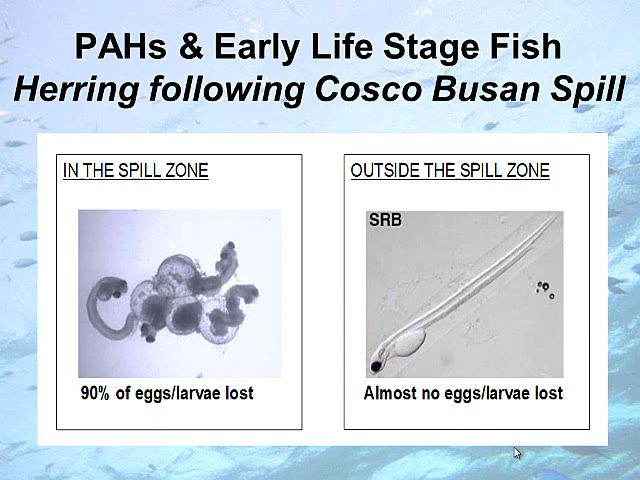 PAHs & Early Life Stage Fish
Herring following Cosco Busan Spill
IN THE SPILL ZONE
90% of eggs/larvae lost
OUTSIDE THE SPILL ZONE
SRB
Almost no eggs/larvae lost